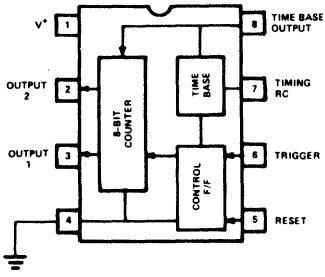 V+
1
8
TIME BASE
OUTPUT
OUTPUT
2
2
8-BIT
COUNTER
TIME
BASE
7
TIMING
RC
OUTPUT
1
3
CONTROL
F/F
6
TRIGGER
4
5
RESET